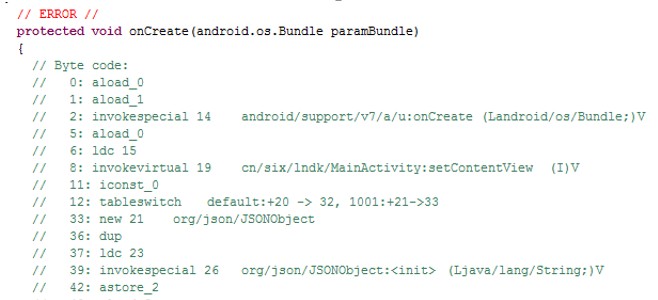 // ERROR //
protected void onCreate(android.os.Bundle paramBundle)
{
// Byte code:
// 0: aload_0
// 1: aload_1
// 2: invokespecial 14 android/support/v7/a/u:onCreate (Landroid/os/Bundle;)V
// 5: aload_0
// 6: ldc 15
// 8: invokevirtual 19 cn/six/lndk/MainActivity:setContentView (I)V
// 11: iconst_0
// 12: tableswitch default:+20 -> 32, 1001:+21->33
// 33: new 21 org/json/JSONObject
// 36: dup
// 37: ldc 23
// 39: invokespecial 26 org/json/JSONObject:<init> (Ljava/lang/String;)V
// 42: astore_2